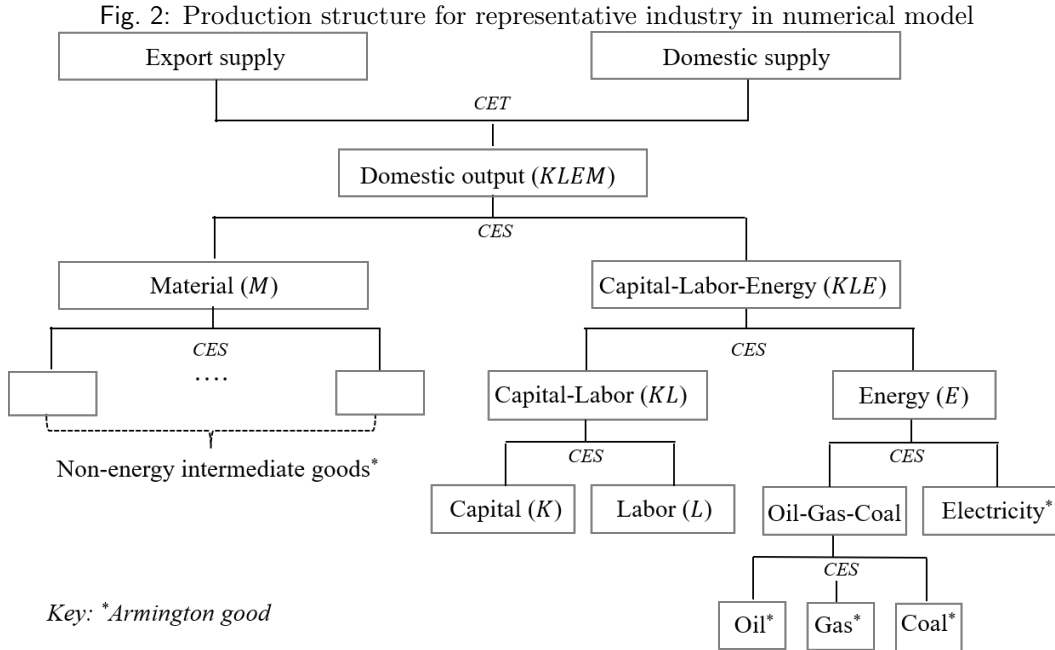 Fig. 2: Production structure for representative industry in numerical model
Export supply
Domestic supply
CET
Domestic output (KLEM)
CES
Material (M)
Capital-Labor-Energy (KLE)
CES
CES
....
Capital-Labor (KL)
Energy (E)
Non-energy intermediate goods*
CES
CES
Capital (K)
Labor (L)
Oil-Gas-Coal
Electricity*
CES
Key: *Armington good
Oil*
Gas*
Coal*